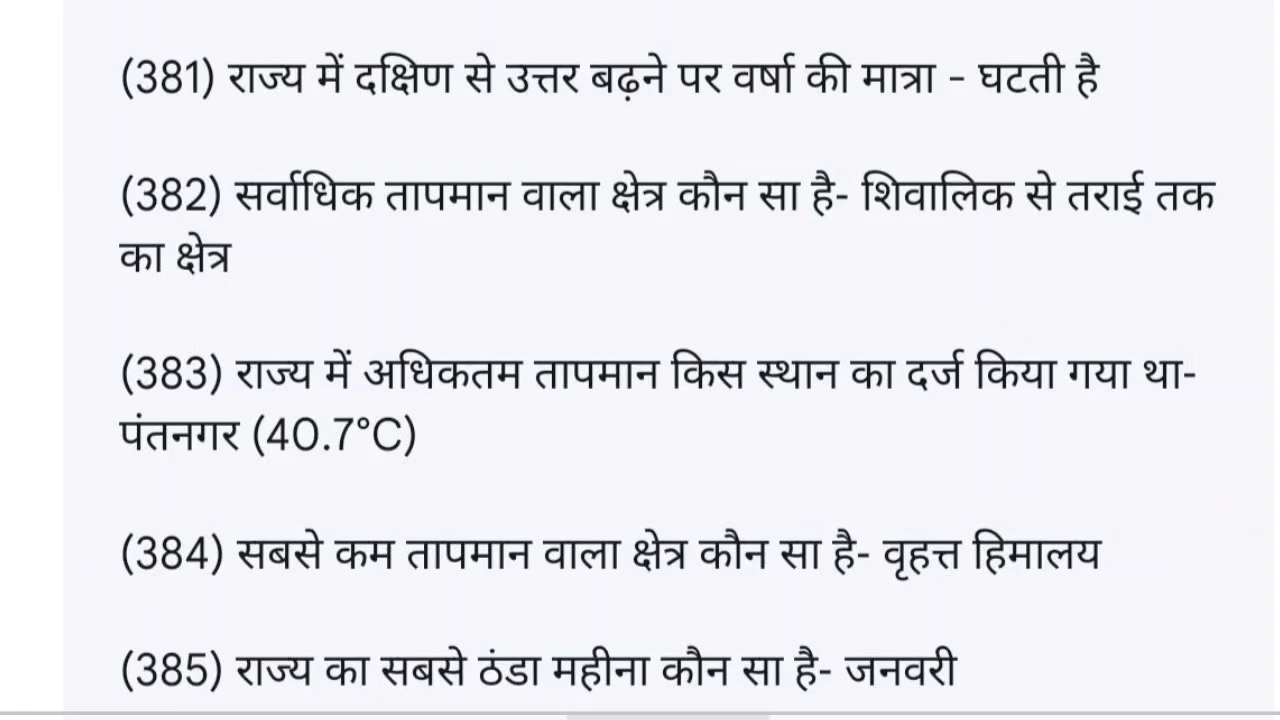 (381) राज्य में दक्षिण से उत्तर बढ़ने पर वर्षा की मात्रा - घटती है
(382) सर्वाधिक तापमान वाला क्षेत्र कौन सा है- शिवालिक से तराई तक
का क्षेत्र
(383) राज्य में अधिकतम तापमान किस स्थान का दर्ज किया गया था-
पंतनगर (40.7°C)
(384) सबसे कम तापमान वाला क्षेत्र कौन सा है- वृहत्त हिमालय
(385) राज्य का सबसे ठंडा महीना कौन सा है- जनवरी